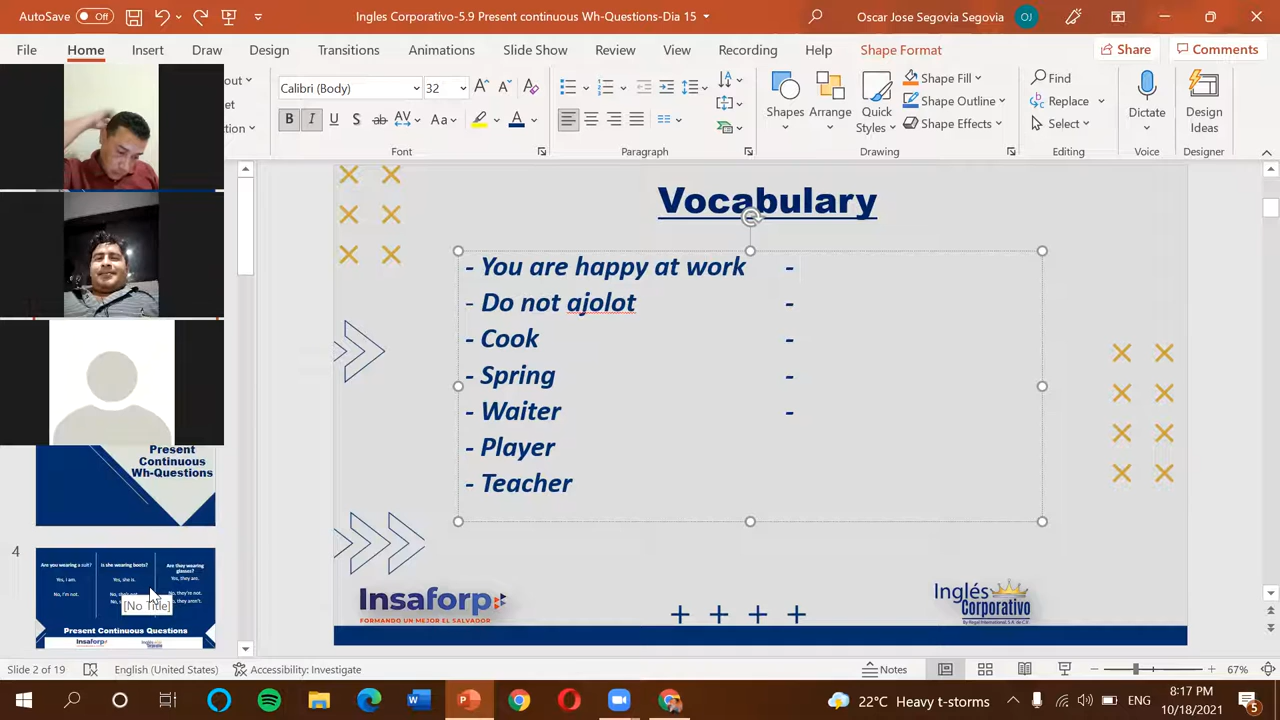 AutoSave Off
Ingles Corporativo-5.9 Present continuous Wh-Questions-Dia 15
Oscar Jose Segovia Segovia OJ
File Home Insert Draw Design Transitions Animations Slide Show Review View Recording Help Shape Format Share Comments
Calibri (Body) 32
Font
Paragraph
Shapes
Arrange
Quick
Styles
Shape Fill
Shape Outline
Shape Effects
Drawing
Find
Replace
Select
Editing
Dictate
Voice
Design
Ideas
Designer
Vocabulary
- You are happy at work -
- Do not ajolot -
- Cook -
- Spring -
- Waiter -
- Player
- Teacher
Insaforp
FORMANDO UN MEJOR EL SALVADOR
Inglés
Corporativo
By Regal International, S.A. de C.V.
Present
Continuous
Wh-Questions
4
Are you wearing a suit? Is she wearing boots? Are they wearing
glasses?
Yes, I am. Yes, she is. Yes, they are.
No, I'm not.
No, they're not.
[No Title]
Present Continuous Questions
Insaforp
Slide 2 of 19
English (United States)
Accessibility: Investigate
Notes
67%
22°C Heavy t-storms
ENG
8:17 PM
10/18/2021
5